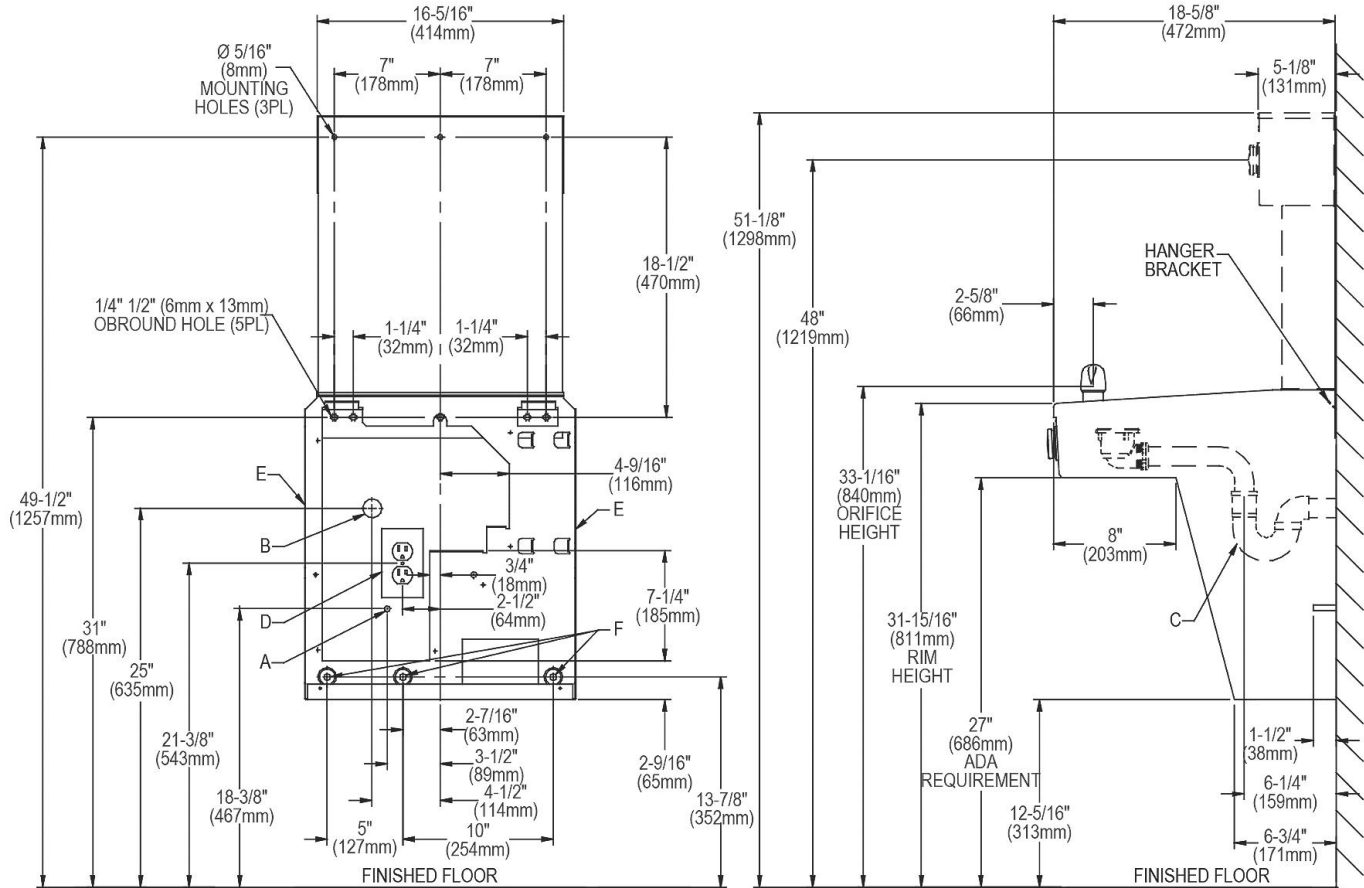 16-5/16"
(414mm)
Ø 5/16"
(8mm)
MOUNTING
HOLES (3PL)
7"
(178mm)
7"
(178mm)
18-1/2"
(470mm)
1/4" 1/2" (6mm x 13mm)
OBROUND HOLE (5PL)
1-1/4"
(32mm)
1-1/4"
(32mm)
4-9/16"
(116mm)
E
E
49-1/2"
(1257mm)
B
3/4"
(18mm)
2-1/2"
(64mm)
7-1/4"
(185mm)
D
F
31"
(788mm)
A
25"
(635mm)
2-7/16"
(63mm)
21-3/8"
(543mm)
3-1/2"
(89mm)
2-9/16"
(65mm)
4-1/2"
(114mm)
18-3/8"
(467mm)
13-7/8"
(352mm)
5"
(127mm)
10"
(254mm)
FINISHED FLOOR
18-5/8"
(472mm)
5-1/8"
(131mm)
51-1/8"
(1298mm)
HANGER
BRACKET
2-5/8"
(66mm)
48"
(1219mm)
33-1/16"
(840mm)
ORIFICE
HEIGHT
8"
(203mm)
31-15/16"
(811mm)
RIM
HEIGHT
C
27"
(686mm)
ADA
REQUIREMENT
1-1/2"
(38mm)
6-1/4"
(159mm)
12-5/16"
(313mm)
6-3/4"
(171mm)
FINISHED FLOOR